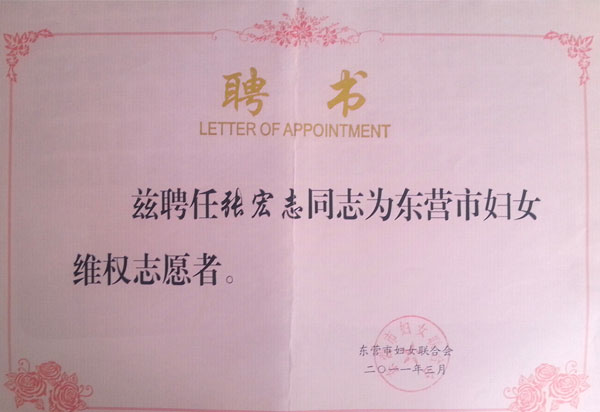 聘 书
LETTER OF APPOINTMENT
兹聘任张宏志同志为东营市妇女
维权志愿者。
东营市妇女联合会
二〇一一年三月